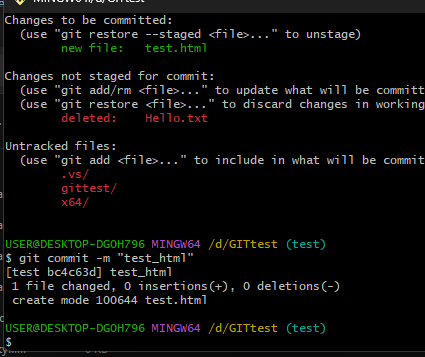 Changes to be committed:
(use "git restore --staged <file>..." to unstage)
new file:   test.html
Changes not staged for commit:
(use "git add/rm <file>..." to update what will be committ
(use "git restore <file>..." to discard changes in working
deleted:    Hello.txt
Untracked files:
(use "git add <file>..." to include in what will be commit
.vs/
gittest/
x64/
USER@DESKTOP-DGOH796 MINGW64 /d/GITtest (test)
$ git commit -m "test_html"
[test bc4c63d] test_html
1 file changed, 0 insertions(+), 0 deletions(-)
create mode 100644 test.html
USER@DESKTOP-DGOH796 MINGW64 /d/GITtest (test)
$